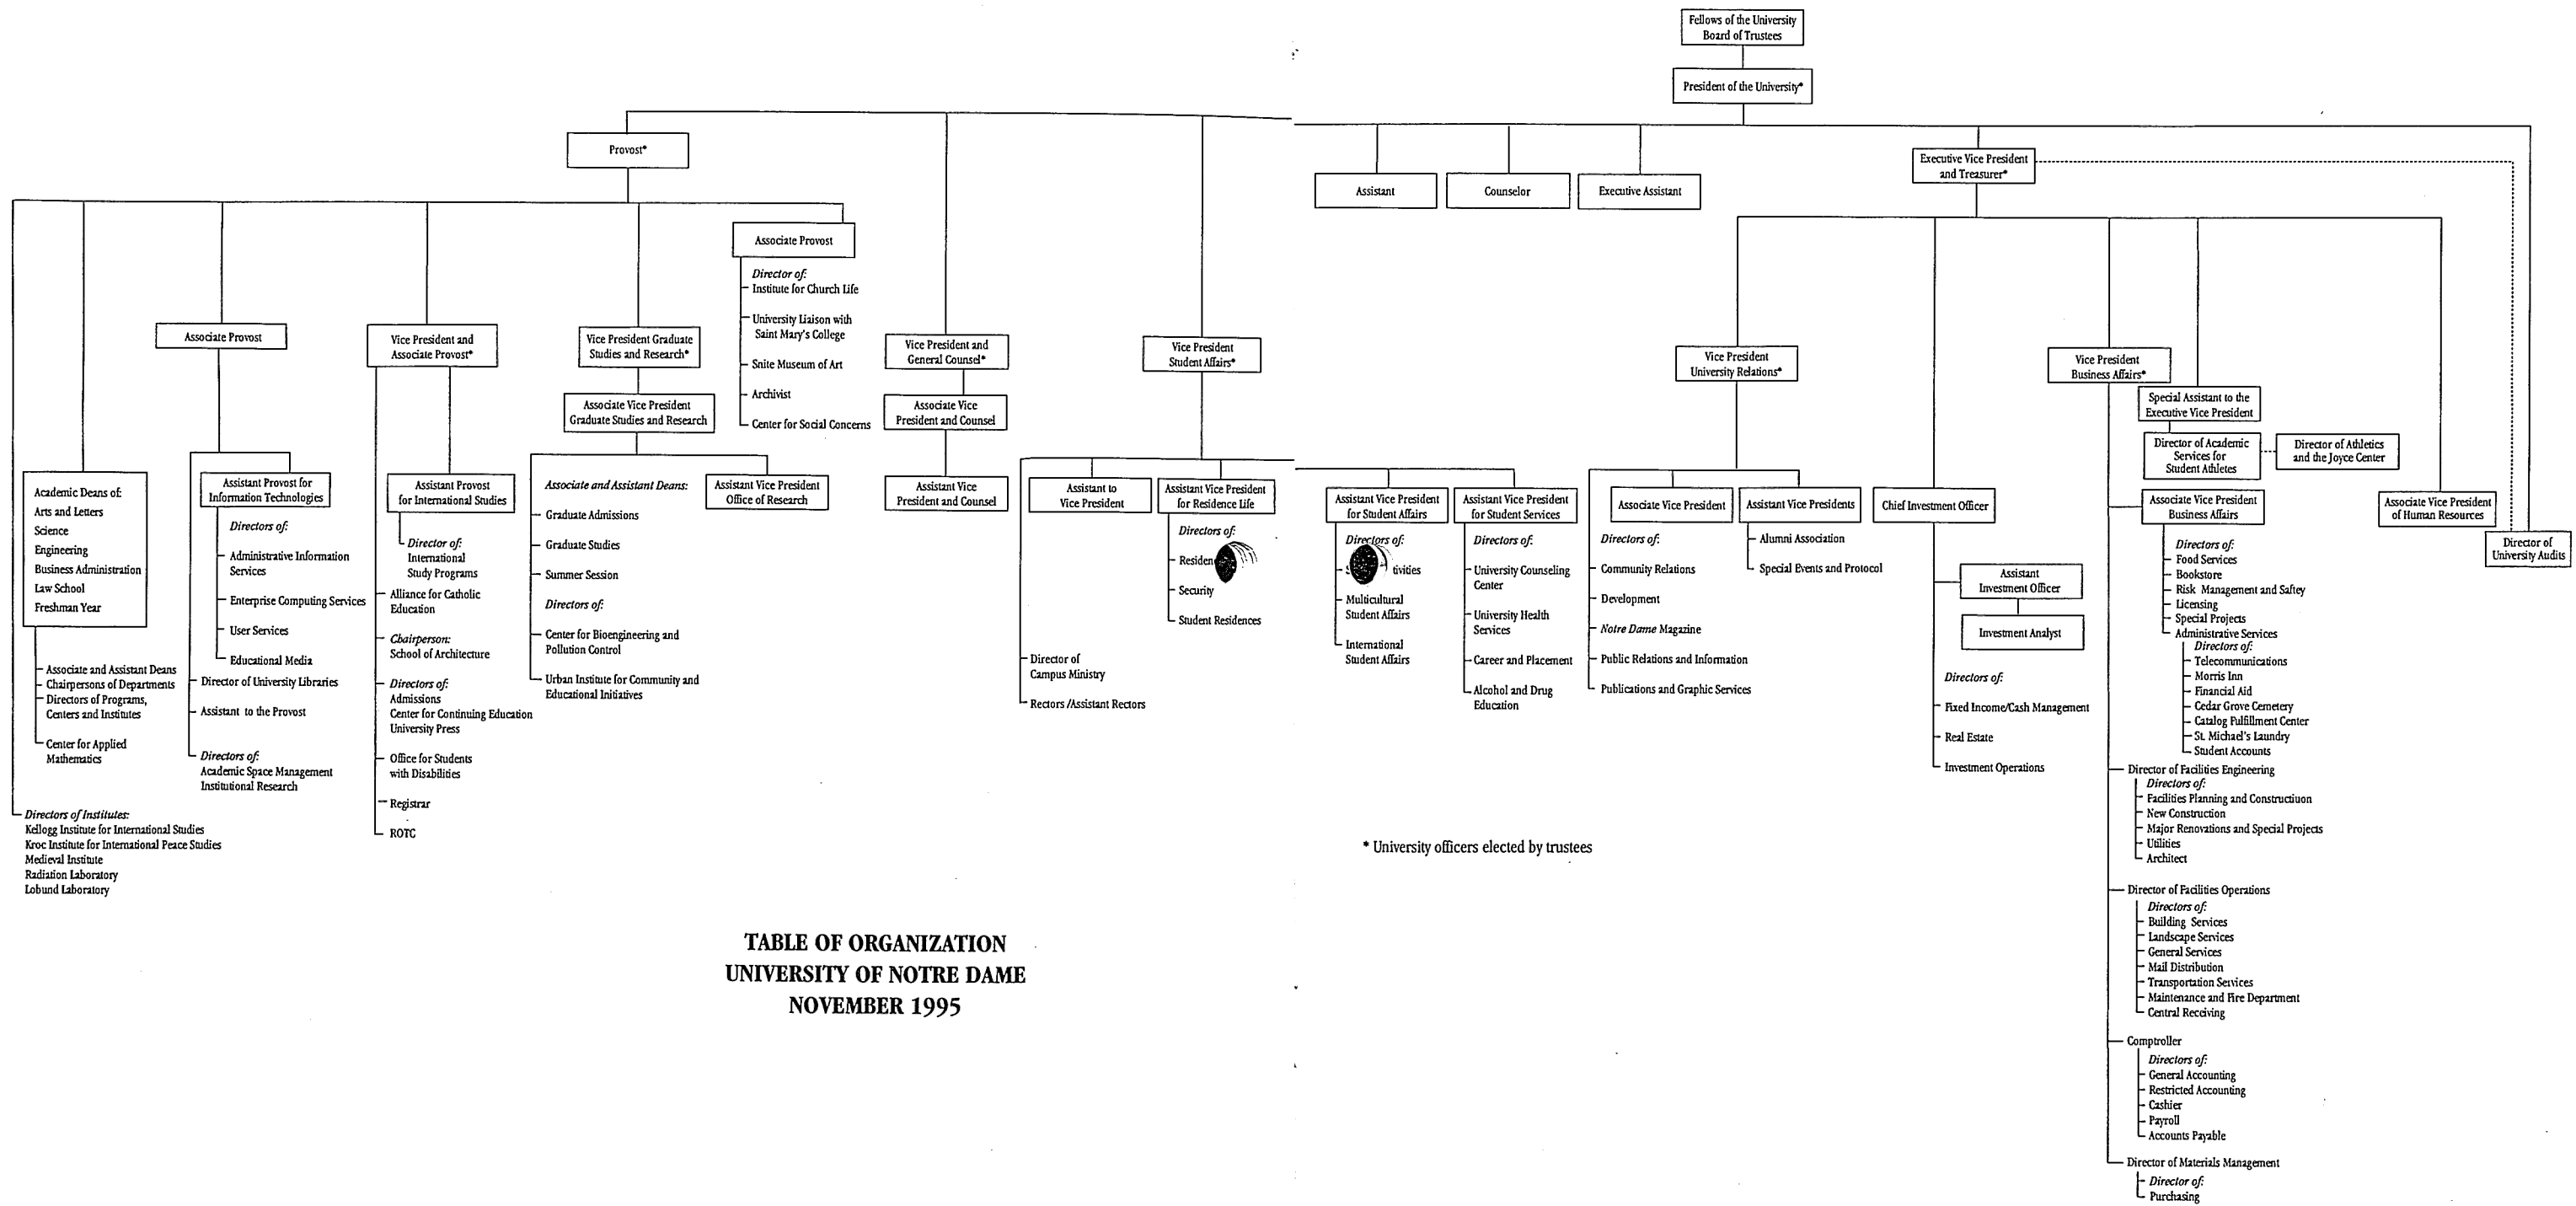 Fellows of the University
Board of Trustees
President of the University*
Provost*
Assistant
Counselor
Executive Assistant
Executive Vice President
and Treasurer*
Associate Provost
Director of:
Institute for Church Life
University Liaison with
Saint Mary's College
Snite Museum of Art
Archivist
Center for Social Concerns
Associate Provost
Vice President and
Associate Provost*
Vice President Graduate
Studies and Research*
Associate Vice President
Graduate Studies and Research
Vice President and
General Counsel*
Associate Vice
President and Counsel
Assistant Vice
President and Counsel
Vice President
Student Affairs*
Vice President
University Relations*
Vice President
Business Affairs*
Special Assistant to the
Executive Vice President
Director of Academic
Services for
Student Athletes
Director of Athletics
and the Joyce Center
Academic Deans of:
Arts and Letters
Science
Engineering
Business Administration
Law School
Freshman Year
Associate and Assistant Deans
Chairpersons of Departments
Directors of Programs,
Centers and Institutes
Center for Applied
Mathematics
Directors of Institutes:
Kellogg Institute for International Studies
Kroc Institute for International Peace Studies
Medieval Institute
Radiation Laboratory
Lobund Laboratory
Assistant Provost for
Information Technologies
Directors of:
Administrative Information
Services
Enterprise Computing Services
User Services
Educational Media
Director of University Libraries
Assistant to the Provost
Directors of:
Academic Space Management
Institutional Research
Assistant Provost
for International Studies
Director of:
International
Study Programs
Alliance for Catholic
Education
Chairperson:
School of Architecture
Directors of:
Admissions
Center for Continuing Education
University Press
Office for Students
with Disabilities
Registrar
ROTC
Associate and Assistant Deans:
Graduate Admissions
Graduate Studies
Summer Session
Directors of:
Center for Bioengineering and
Pollution Control
Urban Institute for Community and
Educational Initiatives
Assistant Vice President
Office of Research
Assistant to
Vice President
Director of
Campus Ministry
Rectors /Assistant Rectors
Assistant Vice President
for Residence Life
Directors of:
Security
Student Residences
Assistant Vice President
for Student Affairs
Directors of:
Multicultural
Student Affairs
International
Student Affairs
Assistant Vice President
for Student Services
Directors of:
University Counseling
Center
University Health
Services
Career and Placement
Alcohol and Drug
Education
Associate Vice President
Directors of:
Community Relations
Development
Notre Dame Magazine
Public Relations and Information
Publications and Graphic Services
Assistant Vice Presidents
Alumni Association
Special Events and Protocol
Chief Investment Officer
Assistant
Investment Officer
Investment Analyst
Directors of:
Fixed Income/Cash Management
Real Estate
Investment Operations
Associate Vice President
Business Affairs
Directors of:
Food Services
Bookstore
Risk Management and Saftey
Licensing
Special Projects
Administrative Services
Directors of:
Telecommunications
Morris Inn
Financial Aid
Cedar Grove Cemetery
Catalog Fulfillment Center
St. Michael's Laundry
Student Accounts
Director of Facilities Engineering
Directors of:
Facilities Planning and Constructiuon
New Construction
Major Renovations and Special Projects
Utilities
Architect
Director of Facilities Operations
Directors of:
Building Services
Landscape Services
General Services
Mail Distribution
Transportation Services
Maintenance and Fire Department
Central Receiving
Comptroller
Directors of:
General Accounting
Restricted Accounting
Cashier
Payroll
Accounts Payable
Director of Materials Management
Director of:
Purchasing
Associate Vice President
of Human Resources
Director of
University Audits
* University officers elected by trustees
TABLE OF ORGANIZATION
UNIVERSITY OF NOTRE DAME
NOVEMBER 1995